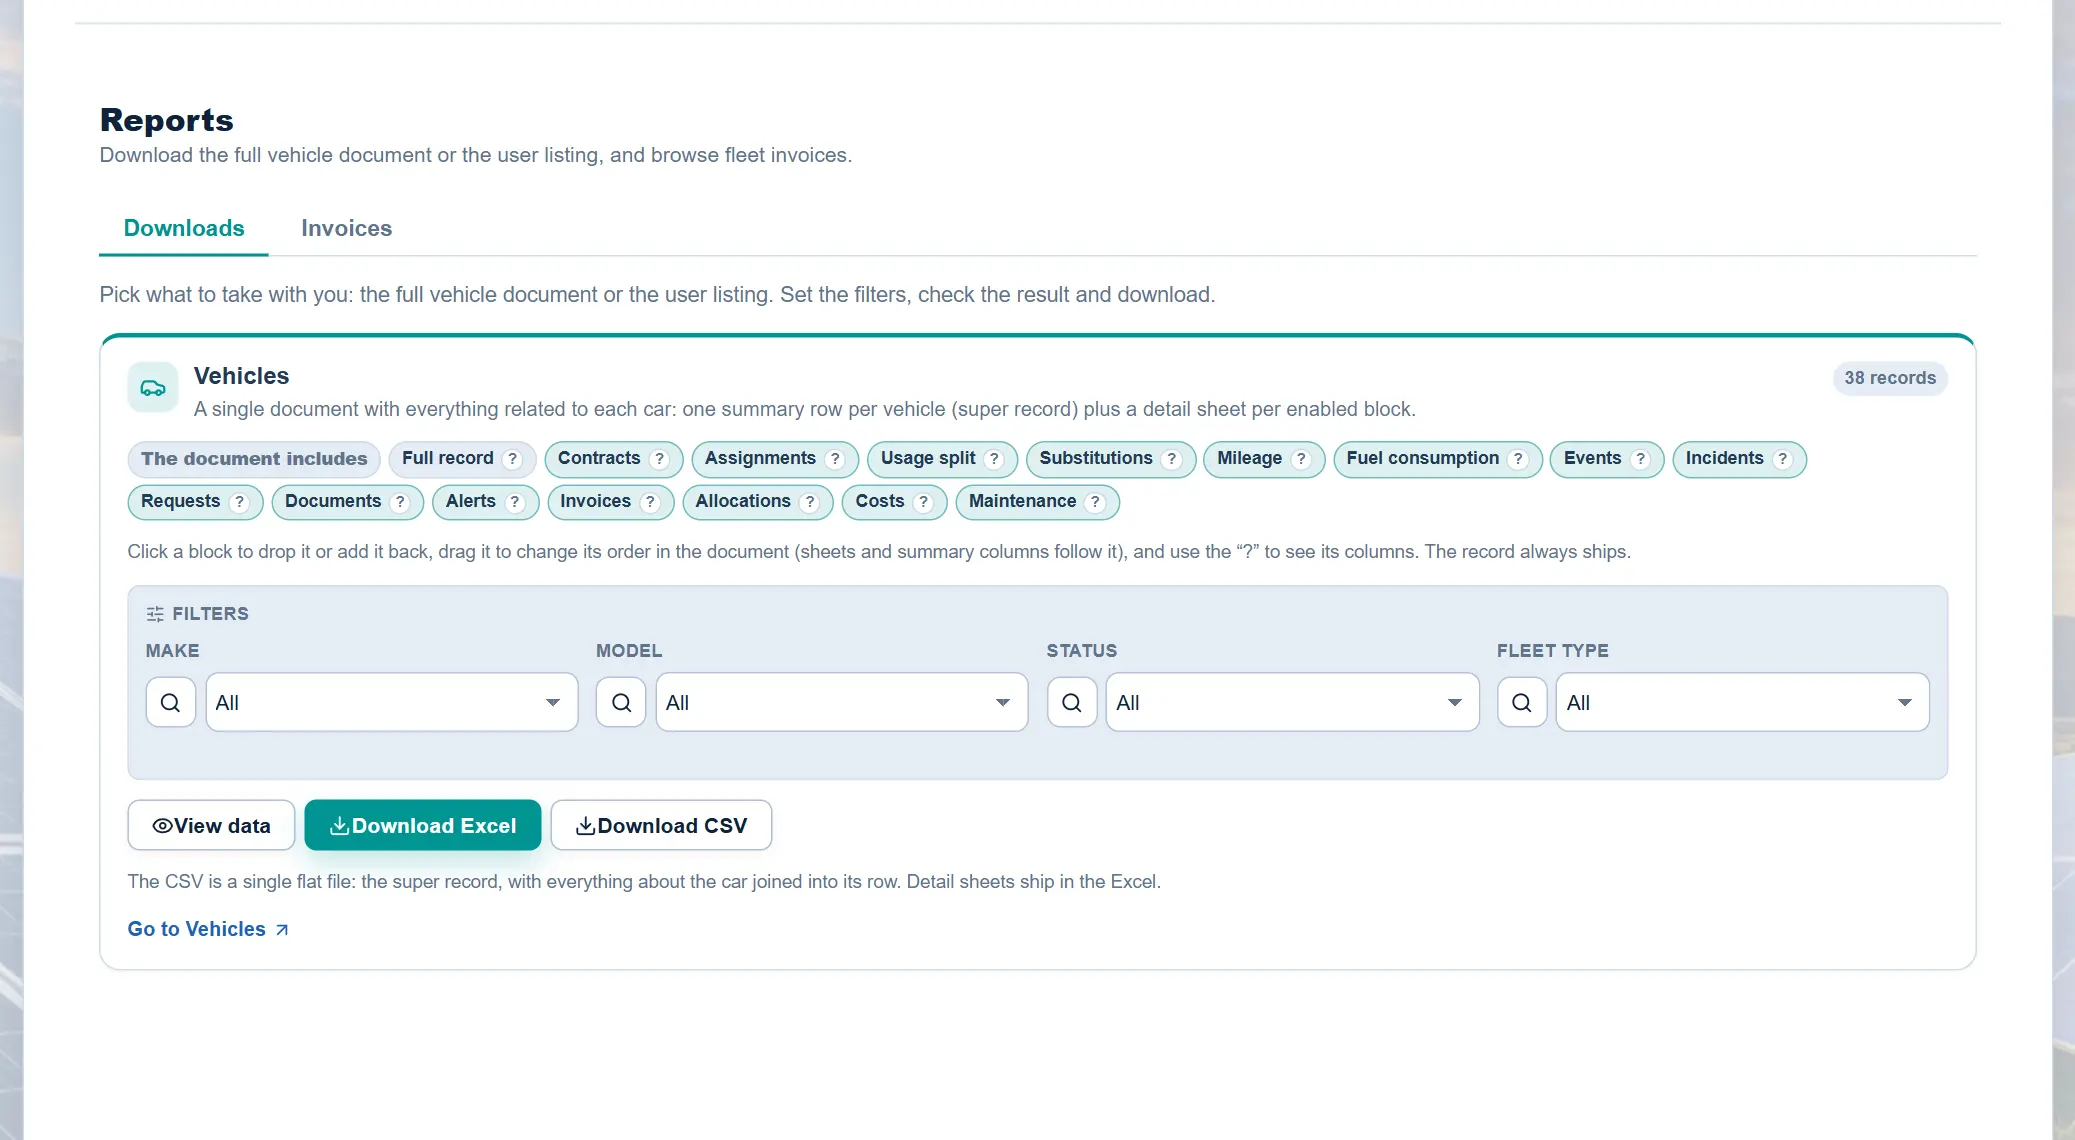 Reports
Download the full vehicle document or the user listing, and browse fleet invoices.
Downloads Invoices
Pick what to take with you: the full vehicle document or the user listing. Set the filters, check the result and download.
Vehicles
38 records
A single document with everything related to each car: one summary row per vehicle (super record) plus a detail sheet per enabled block.
The document includes Full record ? Contracts ? Assignments ? Usage split ? Substitutions ? Mileage ? Fuel consumption ? Events ? Incidents ?
Requests ? Documents ? Alerts ? Invoices ? Allocations ? Costs ? Maintenance ?
Click a block to drop it or add it back, drag it to change its order in the document (sheets and summary columns follow it), and use the “?” to see its columns. The record always ships.
FILTERS
MAKE MODEL STATUS FLEET TYPE
All All All All
View data Download Excel Download CSV
The CSV is a single flat file: the super record, with everything about the car joined into its row. Detail sheets ship in the Excel.
Go to Vehicles